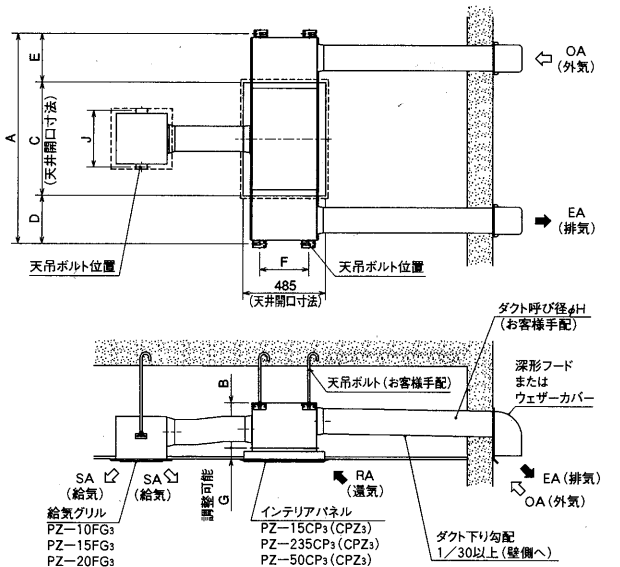 E
OA
(外気)
A
C
(天井開口寸法)
J
D
EA
(排気)
天吊ボルト位置
F
天吊ボルト位置
485
(天井開口寸法)
ダクト呼び径φH
(お客様手配)
B
天吊ボルト(お客様手配)
深形フード
または
ウェザーカバー
SA
(給気)
SA
(給気)
調整可能
G
RA
(還気)
EA(排気)
OA(外気)
給気グリル
PZ-10FG3
PZ-15FG3
PZ-20FG3
インテリアパネル
PZ-15CP3(CPZ3)
PZ-235CP3(CPZ3)
PZ-50CP3(CPZ3)
ダクト下り勾配
1/30以上(壁側へ)